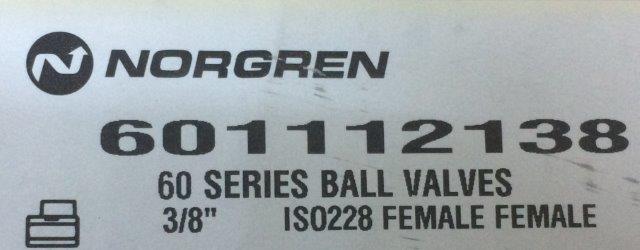 NORGREN
601112138
60 SERIES BALL VALVES
3/8" ISO228 FEMALE FEMALE